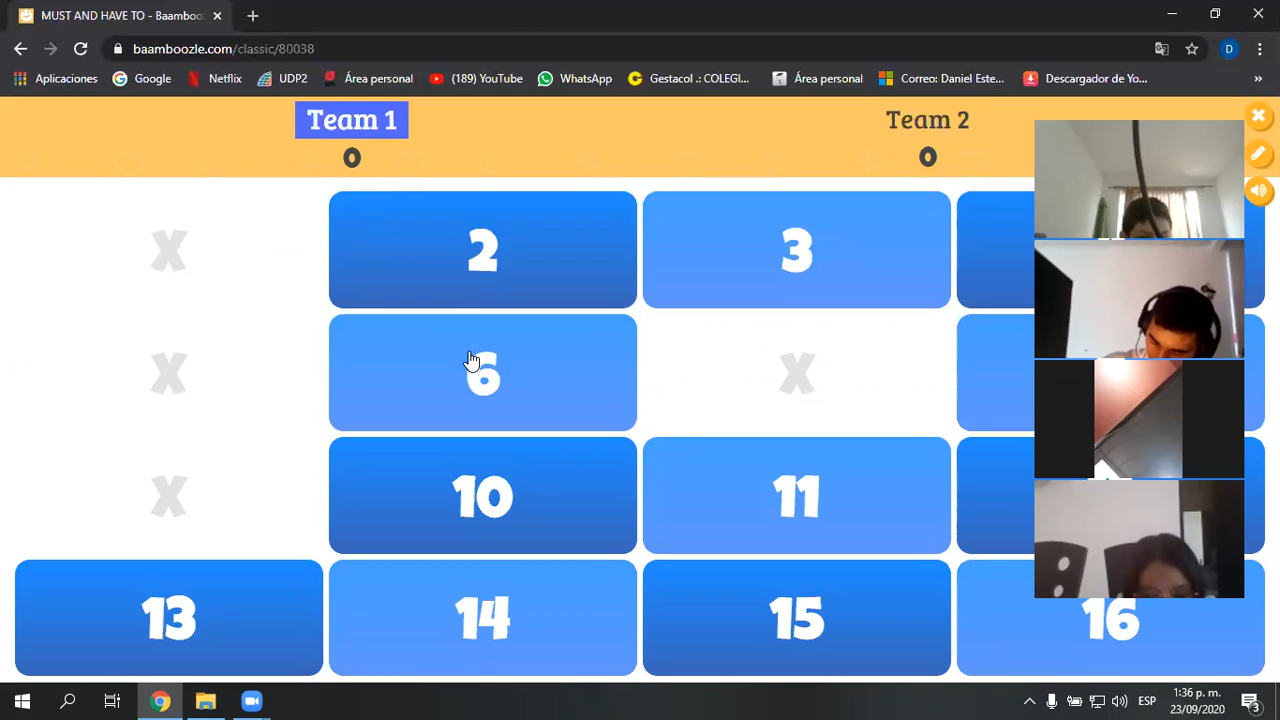 MUST AND HAVE TO - Baambooz
baamboozle.com/classic/80038
D
Aplicaciones
Google
Netflix
UDP2
Área personal
(189) YouTube
WhatsApp
Gestacol .: COLEGI...
Área personal
Correo: Daniel Este...
Descargador de Yo...
»
Team 1
0
Team 2
0
X
2
3
X
6
X
X
10
11
13
14
15
16
ESP
1:36 p. m.
23/09/2020
3